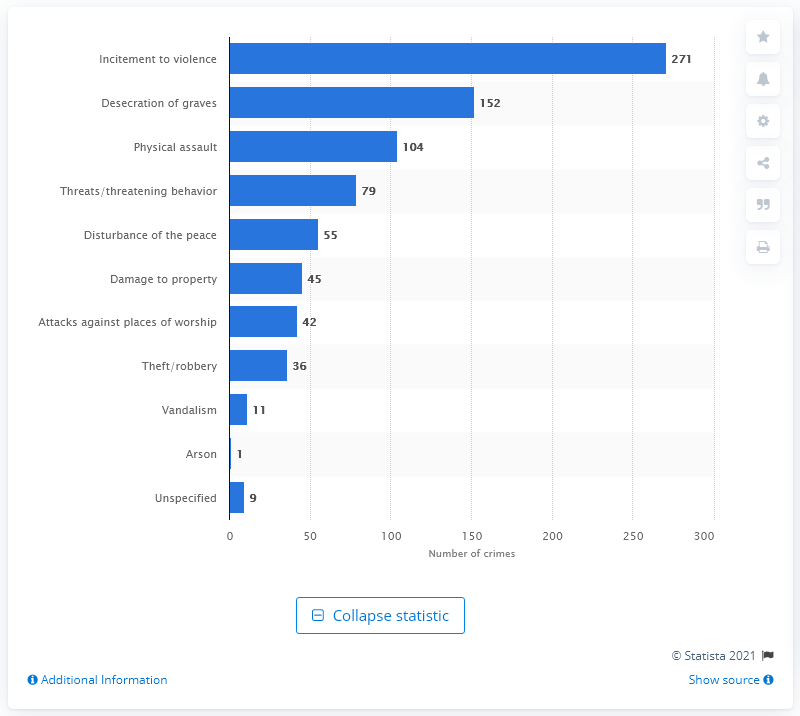 Incitement to violence 271
Desecration of graves 152
Physical assault 104
Threats/threatening behavior 79
Disturbance of the peace 55
Damage to property 45
Attacks against places of worship 42
Theft/robbery 36
Vandalism 11
Arson 1
Unspecified 9
0 50 100 150 200 250 300
Number of crimes
Collapse statistic
© Statista 2021
Additional Information Show source